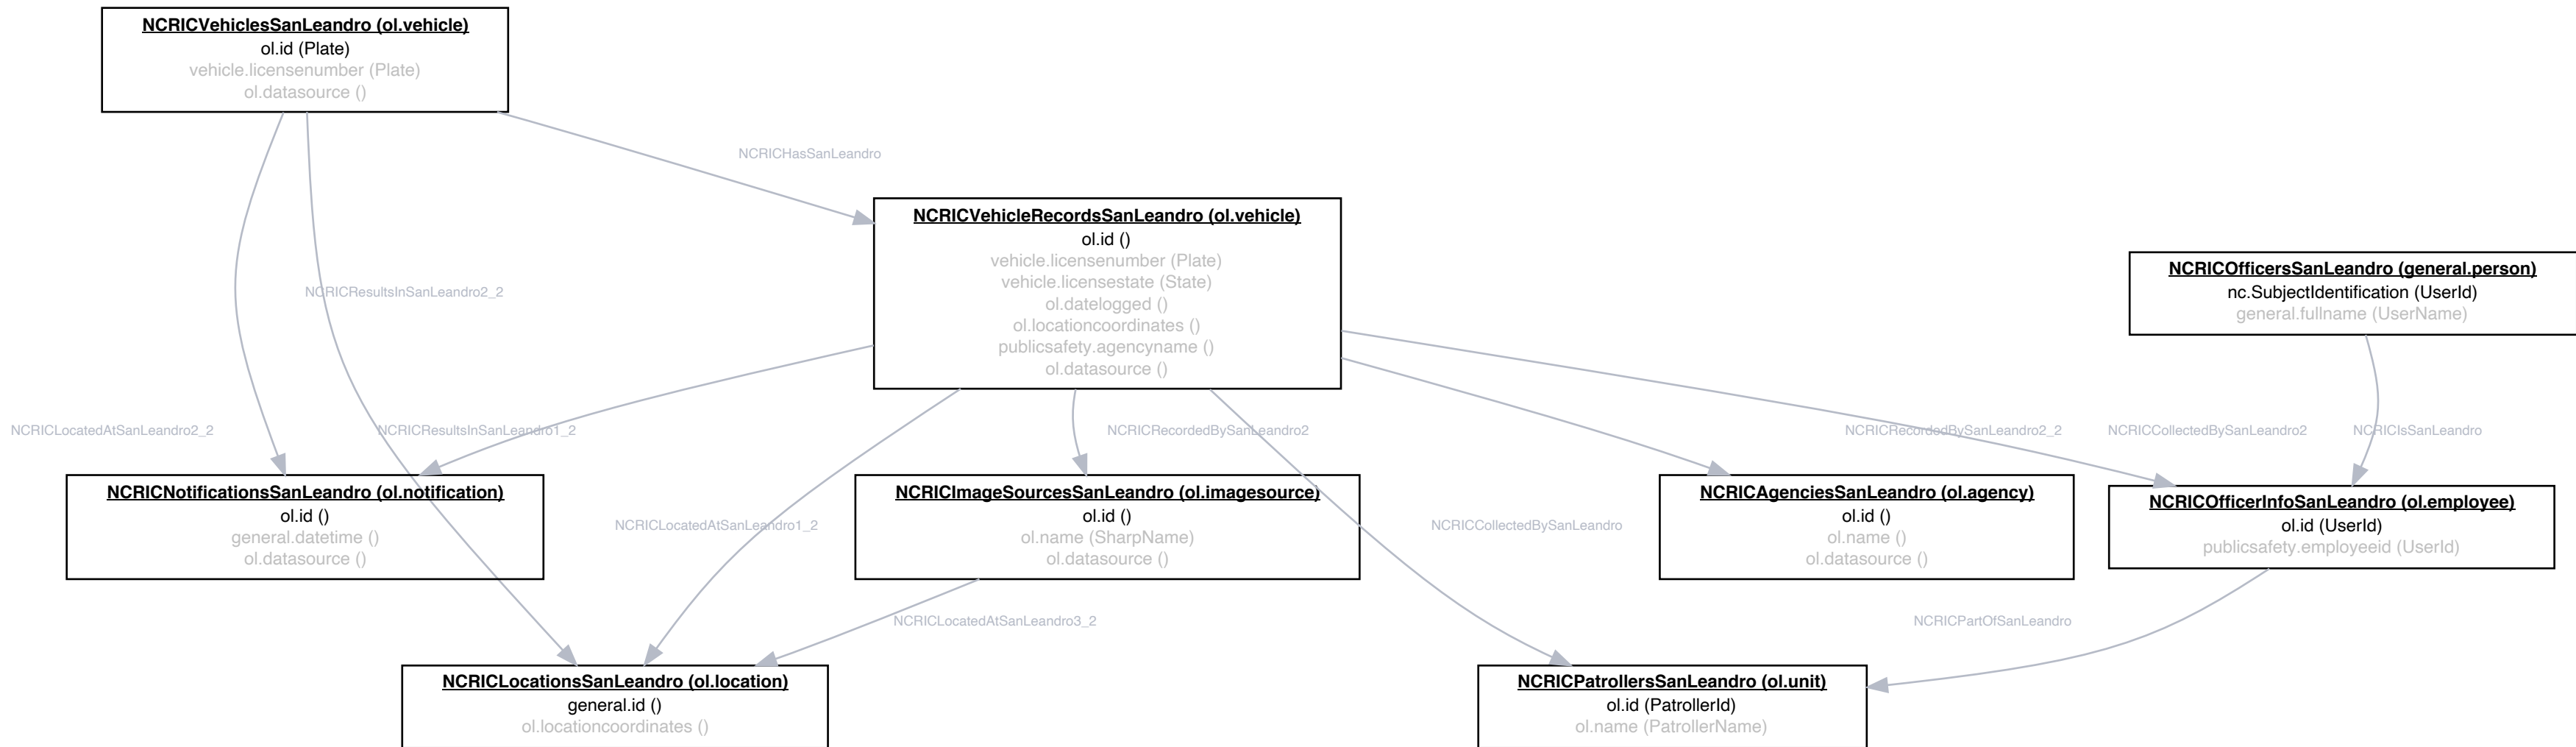 NCRICVehiclesSanLeandro (ol.vehicle)
ol.id (Plate)
vehicle.licensenumber (Plate)
ol.datasource ()
NCRICHasSanLeandro
NCRICVehicleRecordsSanLeandro (ol.vehicle)
ol.id ()
vehicle.licensenumber (Plate)
vehicle.licensestate (State)
ol.datelogged ()
ol.locationcoordinates ()
publicsafety.agencyname ()
ol.datasource ()
NCRICOfficersSanLeandro (general.person)
nc.SubjectIdentification (UserId)
general.fullname (UserName)
NCRICResultsInSanLeandro2_2
NCRICLocatedAtSanLeandro2_2
NCRICResultsInSanLeandro1_2
NCRICRecordedBySanLeandro2
NCRICRecordedBySanLeandro2_2
NCRICCollectedBySanLeandro2
NCRICIsSanLeandro
NCRICNotificationsSanLeandro (ol.notification)
ol.id ()
general.datetime ()
ol.datasource ()
NCRICLocatedAtSanLeandro1_2
NCRICImageSourcesSanLeandro (ol.imagesource)
ol.id ()
ol.name (SharpName)
ol.datasource ()
NCRICCollectedBySanLeandro
NCRICAgenciesSanLeandro (ol.agency)
ol.id ()
ol.name ()
ol.datasource ()
NCRICOfficerInfoSanLeandro (ol.employee)
ol.id (UserId)
publicsafety.employeeid (UserId)
NCRICLocatedAtSanLeandro3_2
NCRICPartOfSanLeandro
NCRICLocationsSanLeandro (ol.location)
general.id ()
ol.locationcoordinates ()
NCRICPatrollersSanLeandro (ol.unit)
ol.id (PatrollerId)
ol.name (PatrollerName)